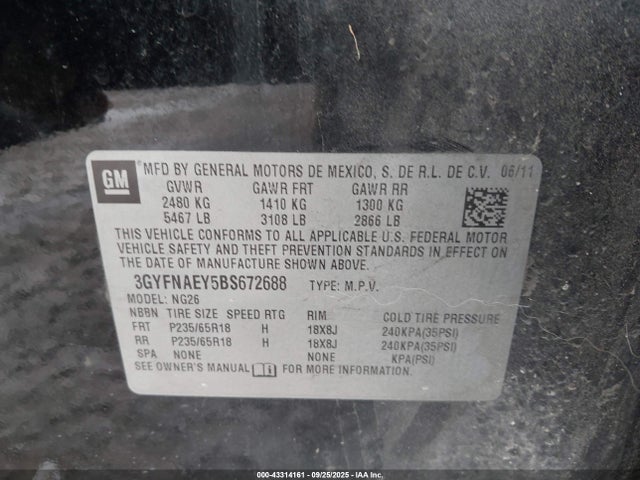 GM
MFD BY GENERAL MOTORS DE MEXICO, S. DE R.L. DE C.V. 06/11
GVWR GAWR FRT GAWR RR
2480 KG 1410 KG 1300 KG
5467 LB 3108 LB 2866 LB
THIS VEHICLE CONFORMS TO ALL APPLICABLE U.S. FEDERAL MOTOR
VEHICLE SAFETY AND THEFT PREVENTION STANDARDS IN EFFECT ON
THE DATE OF MANUFACTURE SHOWN ABOVE.
3GYFNAEY5BS672688 TYPE: M.P.V.
MODEL: NG26
NBBN TIRE SIZE SPEED RTG RIM COLD TIRE PRESSURE
FRT P235/65R18 H 18X8J 240KPA(35PSI)
RR P235/65R18 H 18X8J 240KPA(35PSI)
SPA NONE NONE KPA(PSI)
SEE OWNER'S MANUAL FOR MORE INFORMATION.
000-43314161 - 09/25/2025 - IAAI.COM